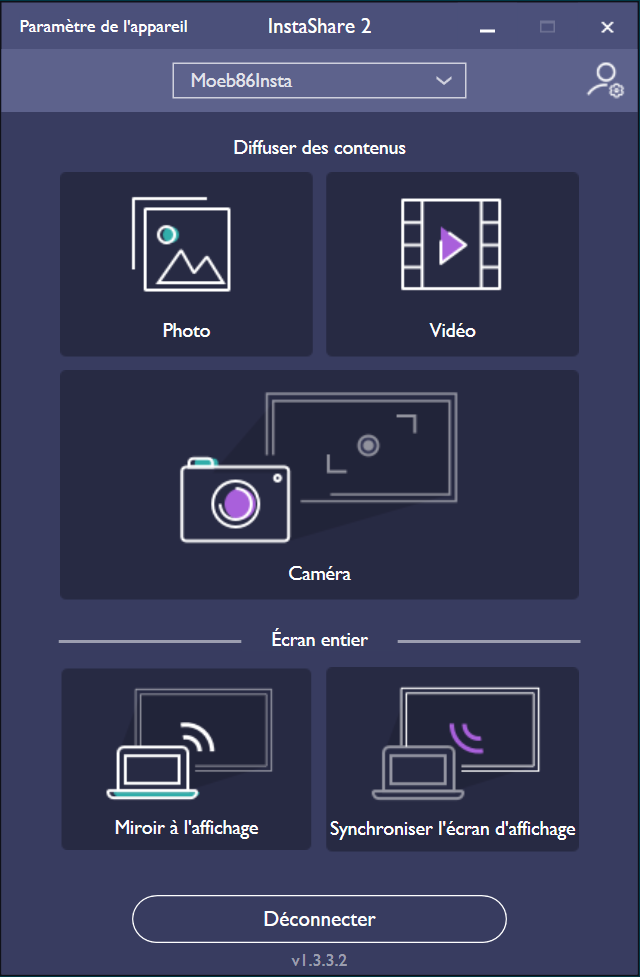 Paramètre de l'appareil
InstaShare 2
Moeb86Insta
Diffuser des contenus
Photo
Vidéo
Caméra
Écran entier
Miroir à l'affichage
Synchroniser l'écran d'affichage
Déconnecter
v1.3.3.2